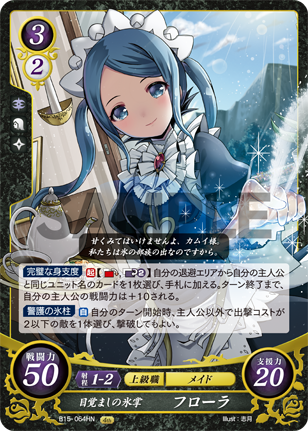 3
2
SAMPLE
甘くみてはいけませんよ、カムイ様。
私たちは氷の部族の出なのですから。
完璧な身支度 起 自分の退避エリアから自分の主人公
と同じユニット名のカードを1枚選び、手札に加える。ターン終了まで、
自分の主人公の戦闘力は+10される。
警護の氷柱 自 自分のターン開始時、主人公以外で出撃コストが
2以下の敵を1体選び、撃破してもよい。
戦闘力
50
射程 1-2
上級職
メイド
支援力
20
目覚ましの氷掌 フローラ
B15-064HN
Illust:志月